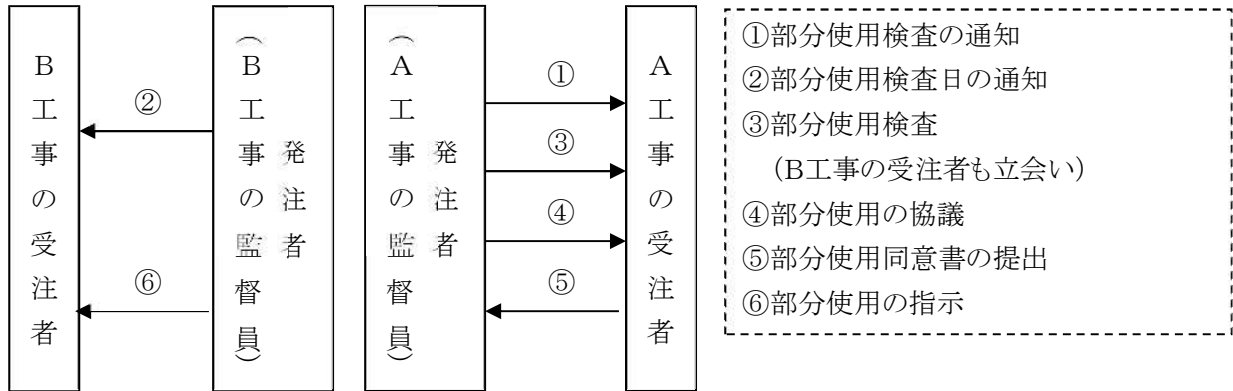 B工事の受注者
②
⑥
発注者
(B工事の監督員)
発注者
(A工事の監督員)
①
③
④
⑤
A工事の受注者
①部分使用検査の通知
②部分使用検査日の通知
③部分使用検査
(B工事の受注者も立会い)
④部分使用の協議
⑤部分使用同意書の提出
⑥部分使用の指示